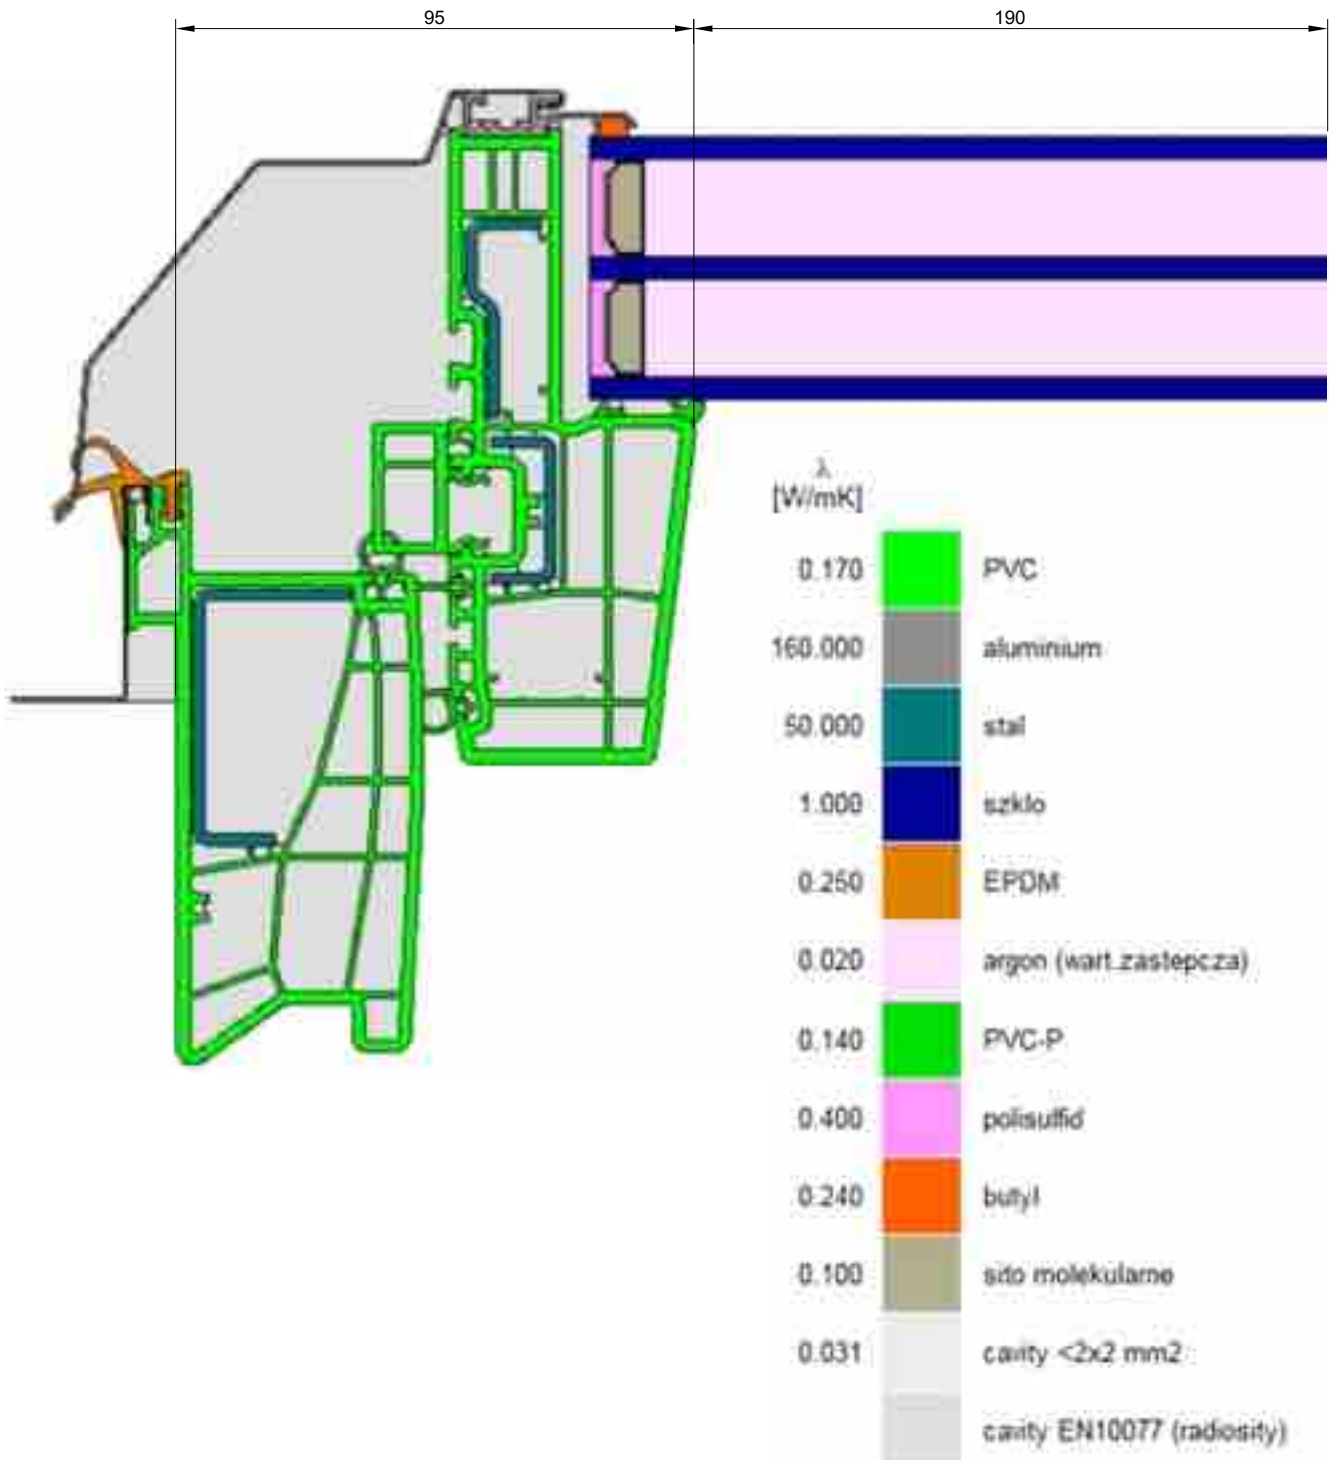 95
190
λ
[W/mK]
0.170 PVC
160.000 aluminium
50.000 stal
1.000 szklo
0.250 EPDM
0.020 argon (wart.zastepcza)
0.140 PVC-P
0.400 polisulfid
0.240 butyl
0.100 sito molekularne
0.031 cavity <2x2 mm2
cavity EN10077 (radiosity)